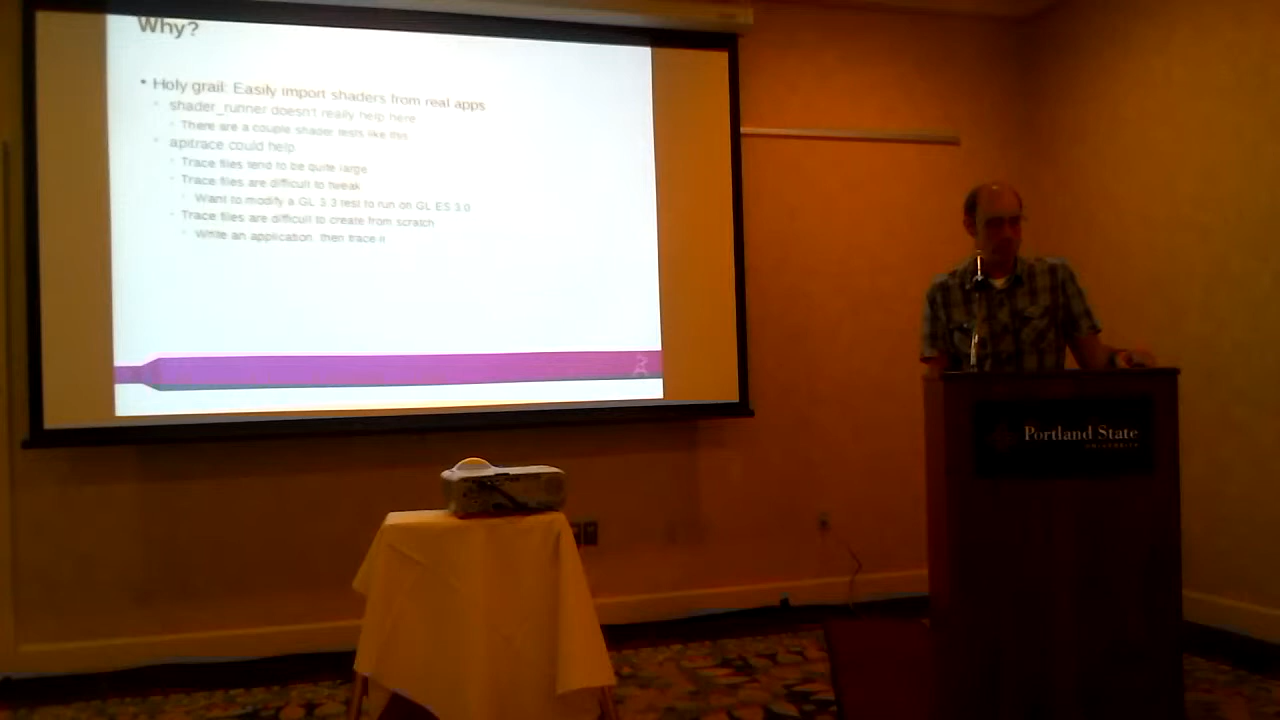 Why?
• Holy grail: Easily import shaders from real apps
shader_runner doesn't really help here
There are a couple shader tests like this
apitrace could help
Trace files tend to be quite large
Trace files are difficult to tweak
Want to modify a GL 3.3 test to run on GL ES 3.0
Trace files are difficult to create from scratch
Write an application, then trace it
Portland State
UNIVERSITY